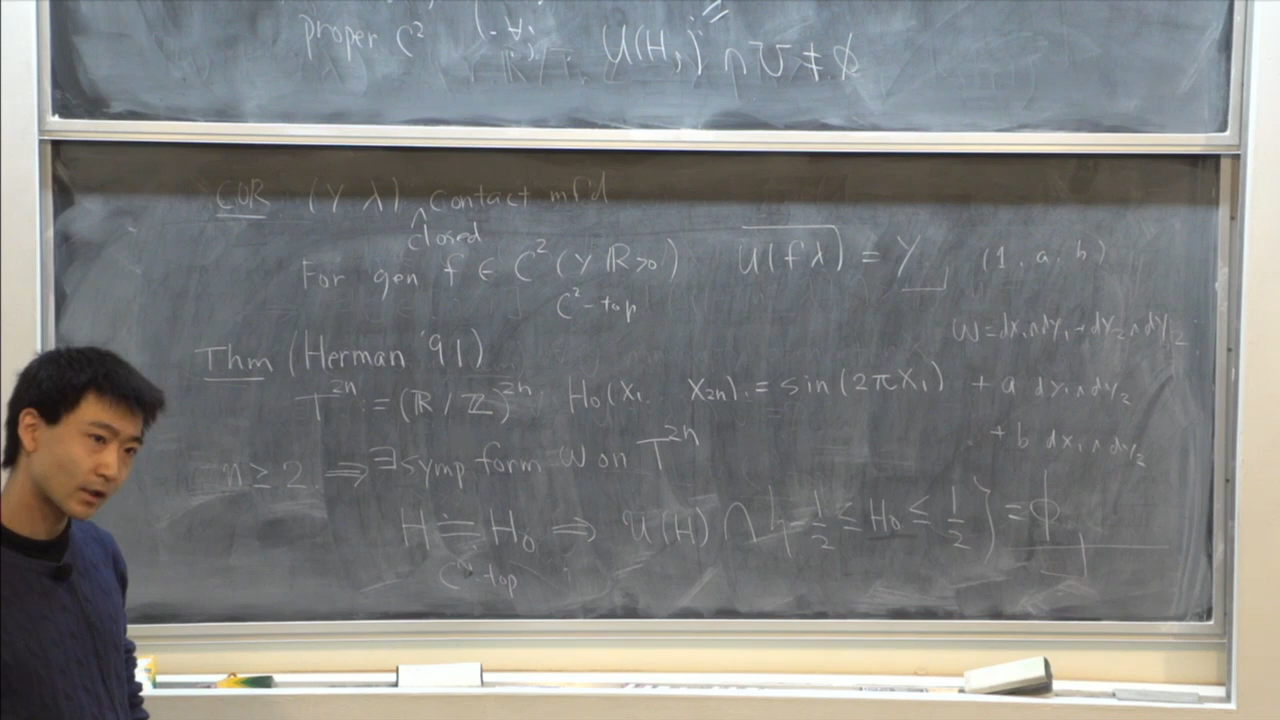 proper C²
U(H, ) ∩ U ≠ ∅
COR (Y λ) closed contact mfd
For gen f ∈ C²(Y ℝ>0) \overline{U(fλ)} = Y (1, a, b)
C²-top
ω = dx₁∧dy₁ + dx₂∧dy₂
Thm (Herman '91)
T²ⁿ := (ℝ/ℤ)²ⁿ H₀(x₁ x₂ₙ) := sin(2πx₁) + a dy₁∧dy₂
+ b dx₁∧dy₂
n ≥ 2 ⇒ ∃ symp form ω on T²ⁿ
H ≒ H₀ ⇒ U(H) ∩ {-1/2 ≤ H₀ ≤ 1/2} = ∅
-top